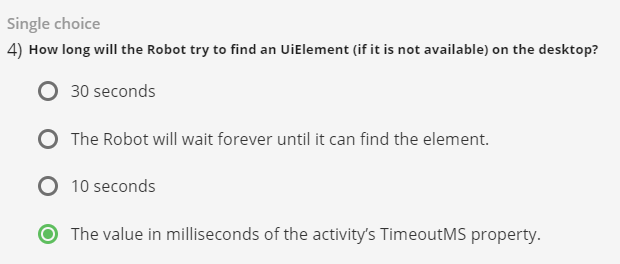 Single choice
4) How long will the Robot try to find an UiElement (if it is not available) on the desktop?
30 seconds
The Robot will wait forever until it can find the element.
10 seconds
The value in milliseconds of the activity's TimeoutMS property.